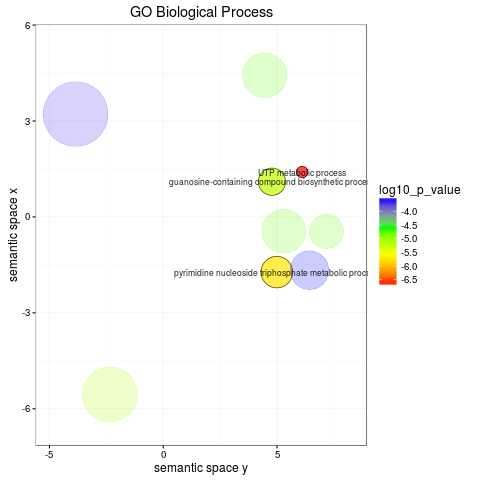 GO Biological Process
6
3
0
-3
-6
semantic space x
UTP metabolic process
guanosine-containing compound biosynthetic proce
pyrimidine nucleoside triphosphate metabolic proc
-5
0
5
semantic space y
log10_p_value
-4.0
-4.5
-5.0
-5.5
-6.0
-6.5